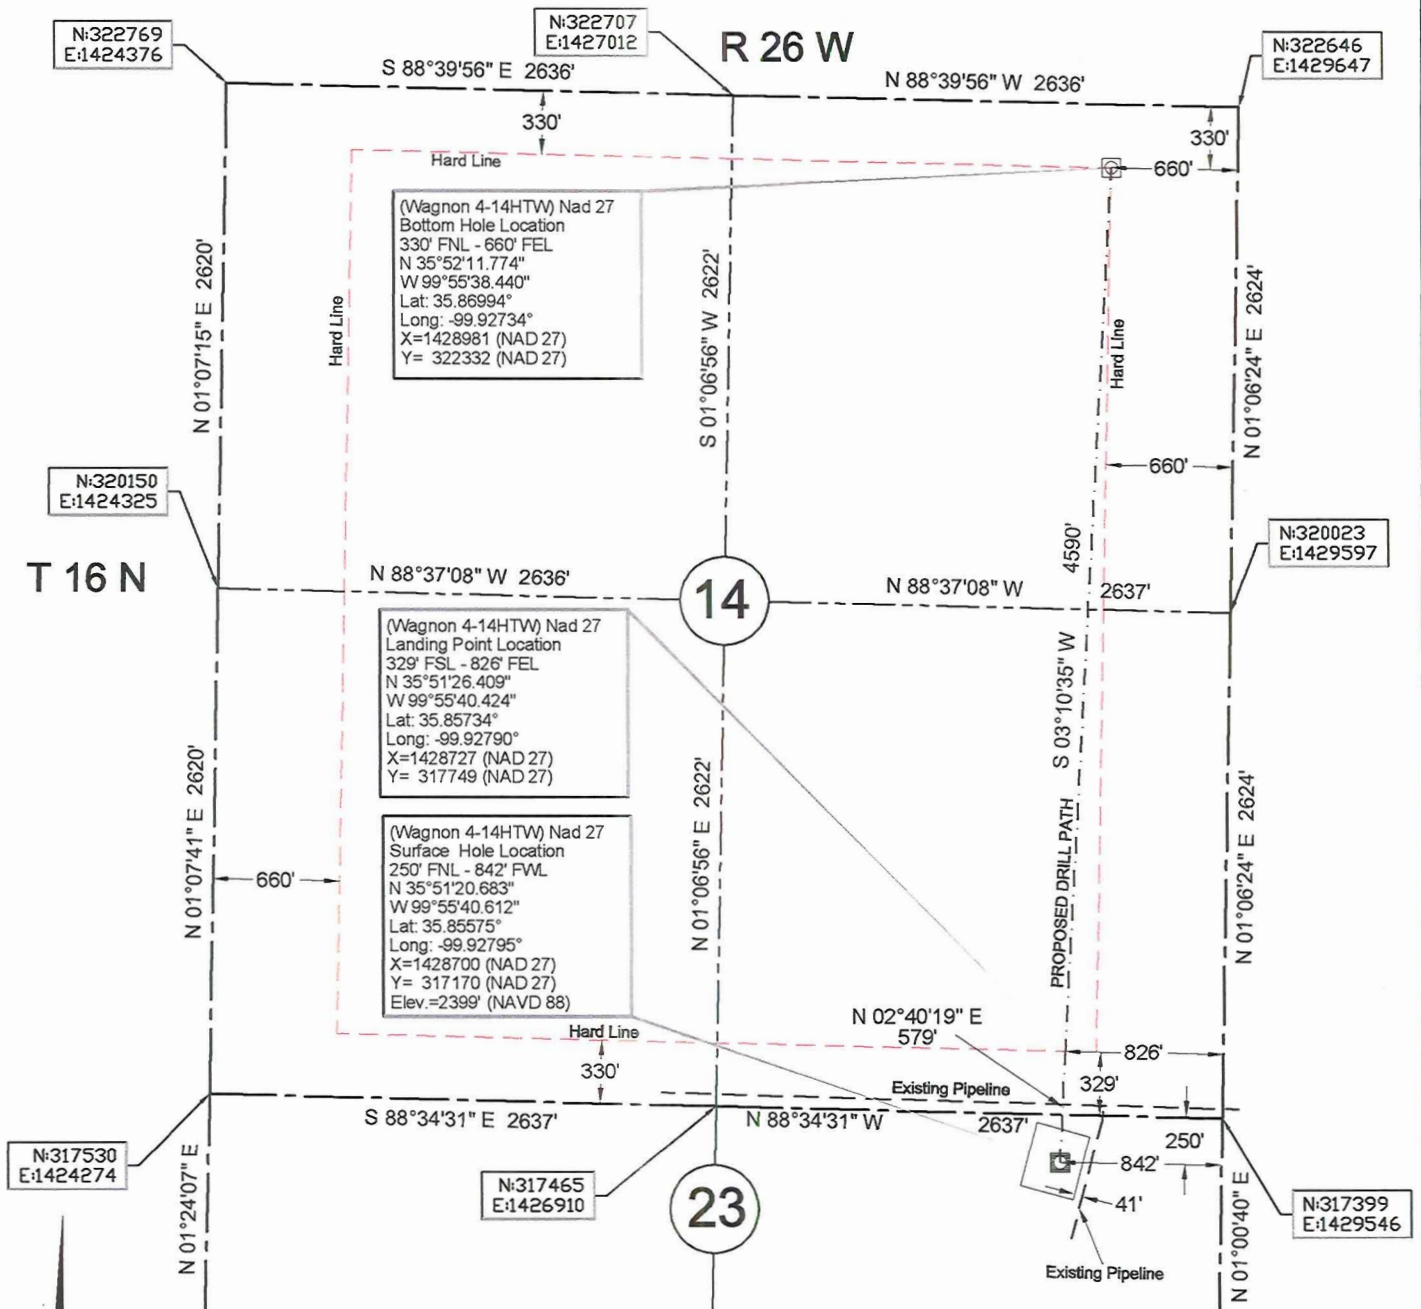 N:322769
E:1424376
N:322707
E:1427012
R 26 W
N:322646
E:1429647
S 88°39'56" E 2636'
N 88°39'56" W 2636'
330'
330'
Hard Line
660'
(Wagnon 4-14HTW) Nad 27
Bottom Hole Location
330' FNL - 660' FEL
N 35°52'11.774"
W 99°55'38.440"
Lat: 35.86994°
Long: -99.92734°
X=1428981 (NAD 27)
Y= 322332 (NAD 27)
N 01°07'15" E 2620'
Hard Line
S 01°06'56" W 2622'
Hard Line
N 01°06'24" E 2624'
660'
N:320150
E:1424325
4590'
N:320023
E:1429597
T 16 N
N 88°37'08" W 2636'
14
N 88°37'08" W 2637'
(Wagnon 4-14HTW) Nad 27
Landing Point Location
329' FSL - 826' FEL
N 35°51'26.409"
W 99°55'40.424"
Lat: 35.85734°
Long: -99.92790°
X=1428727 (NAD 27)
Y= 317749 (NAD 27)
S 03°10'35" W
N 01°07'41" E 2620'
N 01°06'56" E 2622'
PROPOSED DRILL PATH
N 01°06'24" E 2624'
(Wagnon 4-14HTW) Nad 27
Surface Hole Location
250' FNL - 842' FWL
N 35°51'20.683"
W 99°55'40.612"
Lat: 35.85575°
Long: -99.92795°
X=1428700 (NAD 27)
Y= 317170 (NAD 27)
Elev.=2399' (NAVD 88)
660'
N 02°40'19" E
579'
Hard Line
826'
330'
329'
Existing Pipeline
S 88°34'31" E 2637'
N 88°34'31" W 2637'
250'
N:317530
E:1424274
842'
N:317465
E:1426910
41'
N:317399
E:1429546
23
N 01°24'07" E
N 01°00'40" E
Existing Pipeline